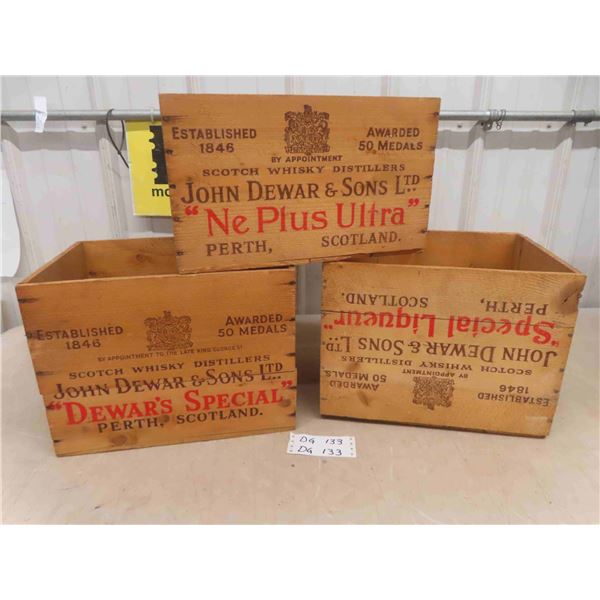 ESTABLISHED
1846
AWARDED
50 MEDALS
BY APPOINTMENT
SCOTCH WHISKY DISTILLERS
JOHN DEWAR & SONS LTD.
"Ne Plus Ultra"
PERTH, SCOTLAND.
ESTABLISHED
1846
AWARDED
50 MEDALS
BY APPOINTMENT TO THE LATE KING GEORGE VI
SCOTCH WHISKY DISTILLERS
JOHN DEWAR & SONS LTD
"DEWAR'S SPECIAL"
PERTH, SCOTLAND.
ESTABLISHED
1846
AWARDED
50 MEDALS
BY APPOINTMENT
SCOTCH WHISKY DISTILLERS
JOHN DEWAR & SONS LTD.
"Special Liqueur"
PERTH, SCOTLAND.
DG 133
DG 133